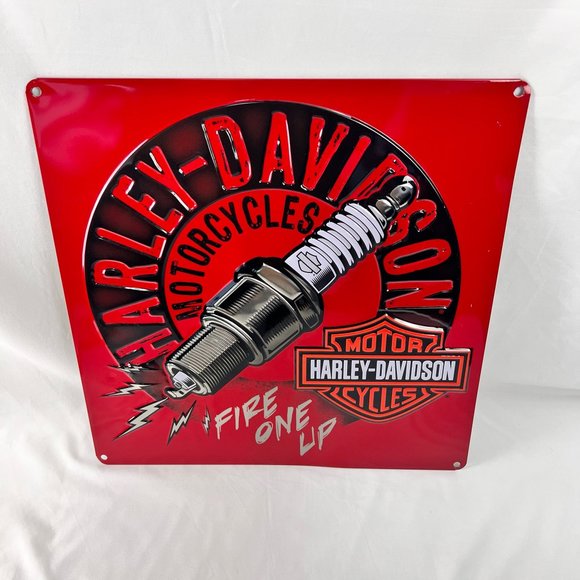 HARLEY-DAVIDSON
MOTORCYCLES
MOTOR
HARLEY-DAVIDSON
CYCLES
FIRE
ONE
UP